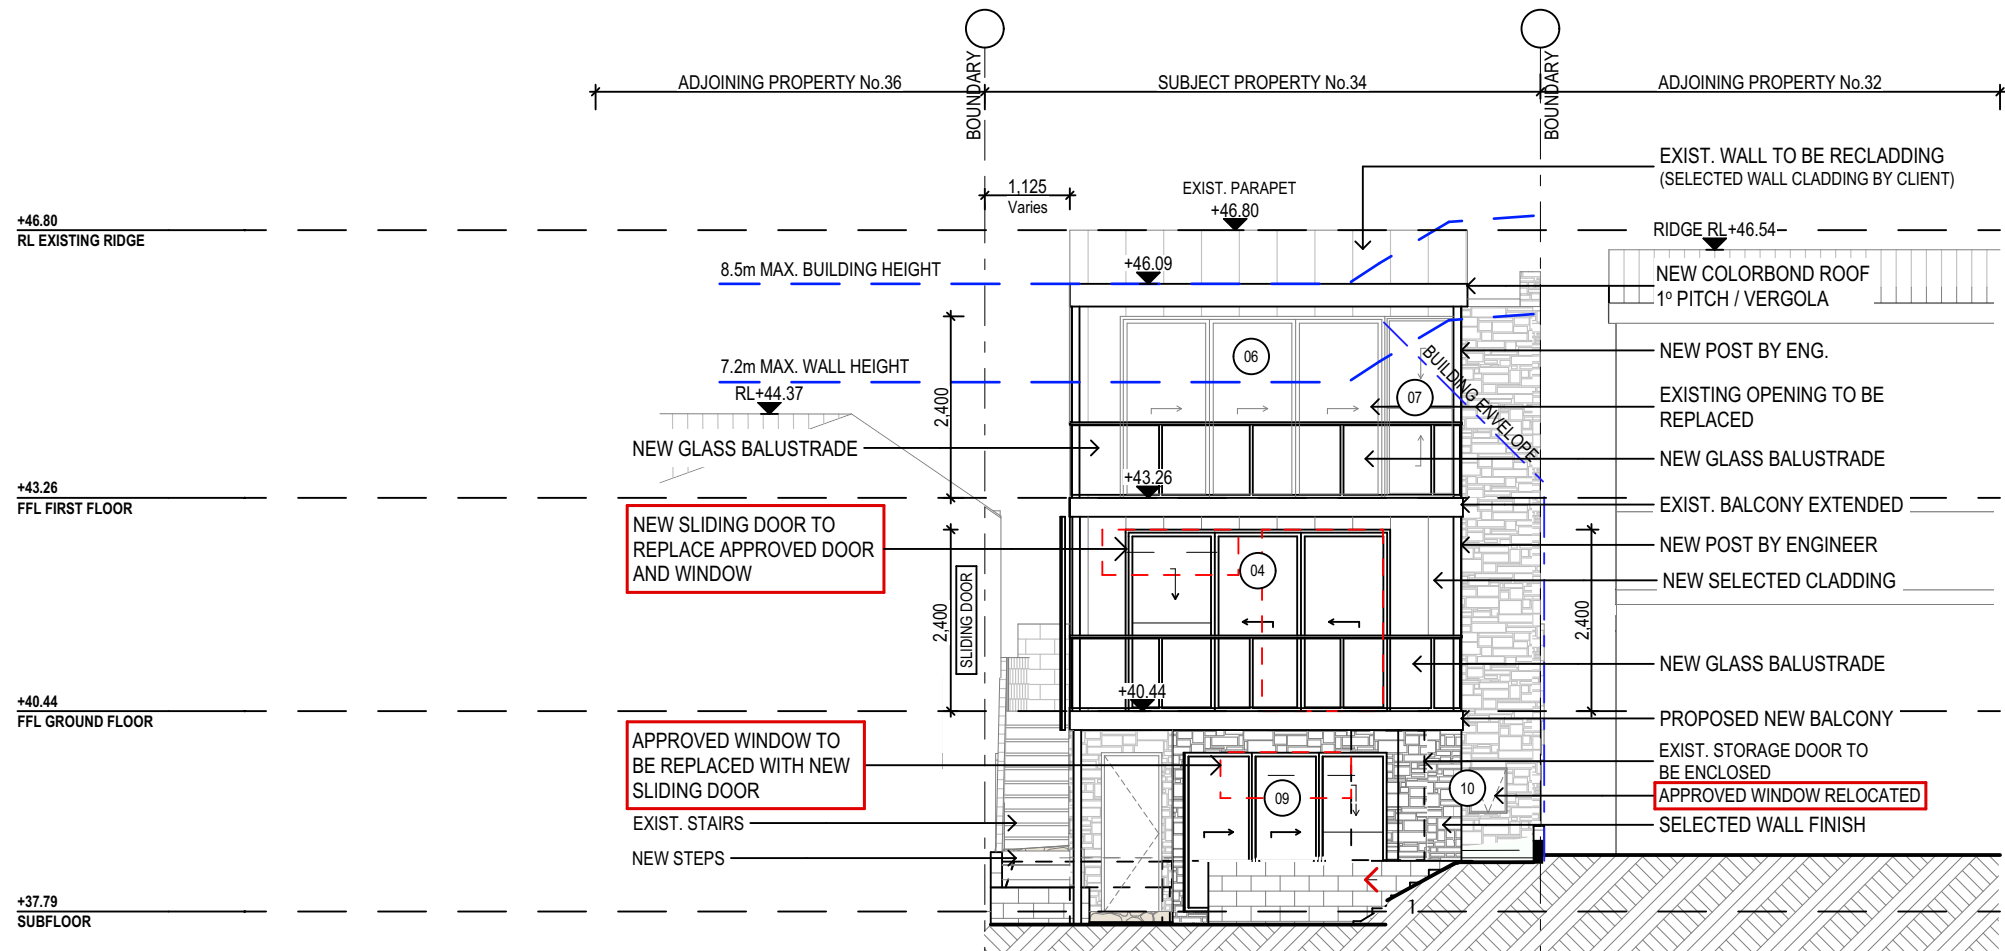 ADJOINING PROPERTY No.36
BOUNDARY
SUBJECT PROPERTY No.34
BOUNDARY
ADJOINING PROPERTY No.32
EXIST. WALL TO BE RECLADDING
(SELECTED WALL CLADDING BY CLIENT)
1,125
Varies
EXIST. PARAPET
+46.80
+46.80
RL EXISTING RIDGE
RIDGE RL+46.54
8.5m MAX. BUILDING HEIGHT
+46.09
NEW COLORBOND ROOF
1º PITCH / VERGOLA
06
NEW POST BY ENG.
7.2m MAX. WALL HEIGHT
RL+44.37
2,400
07
BUILDING ENVELOPE
EXISTING OPENING TO BE
REPLACED
NEW GLASS BALUSTRADE
NEW GLASS BALUSTRADE
+43.26
+43.26
FFL FIRST FLOOR
EXIST. BALCONY EXTENDED
NEW SLIDING DOOR TO
REPLACE APPROVED DOOR
AND WINDOW
NEW POST BY ENGINEER
04
NEW SELECTED CLADDING
2,400
SLIDING DOOR
2,400
NEW GLASS BALUSTRADE
+40.44
+40.44
FFL GROUND FLOOR
PROPOSED NEW BALCONY
APPROVED WINDOW TO
BE REPLACED WITH NEW
SLIDING DOOR
EXIST. STORAGE DOOR TO
BE ENCLOSED
09
10
APPROVED WINDOW RELOCATED
EXIST. STAIRS
SELECTED WALL FINISH
NEW STEPS
1
+37.79
SUBFLOOR